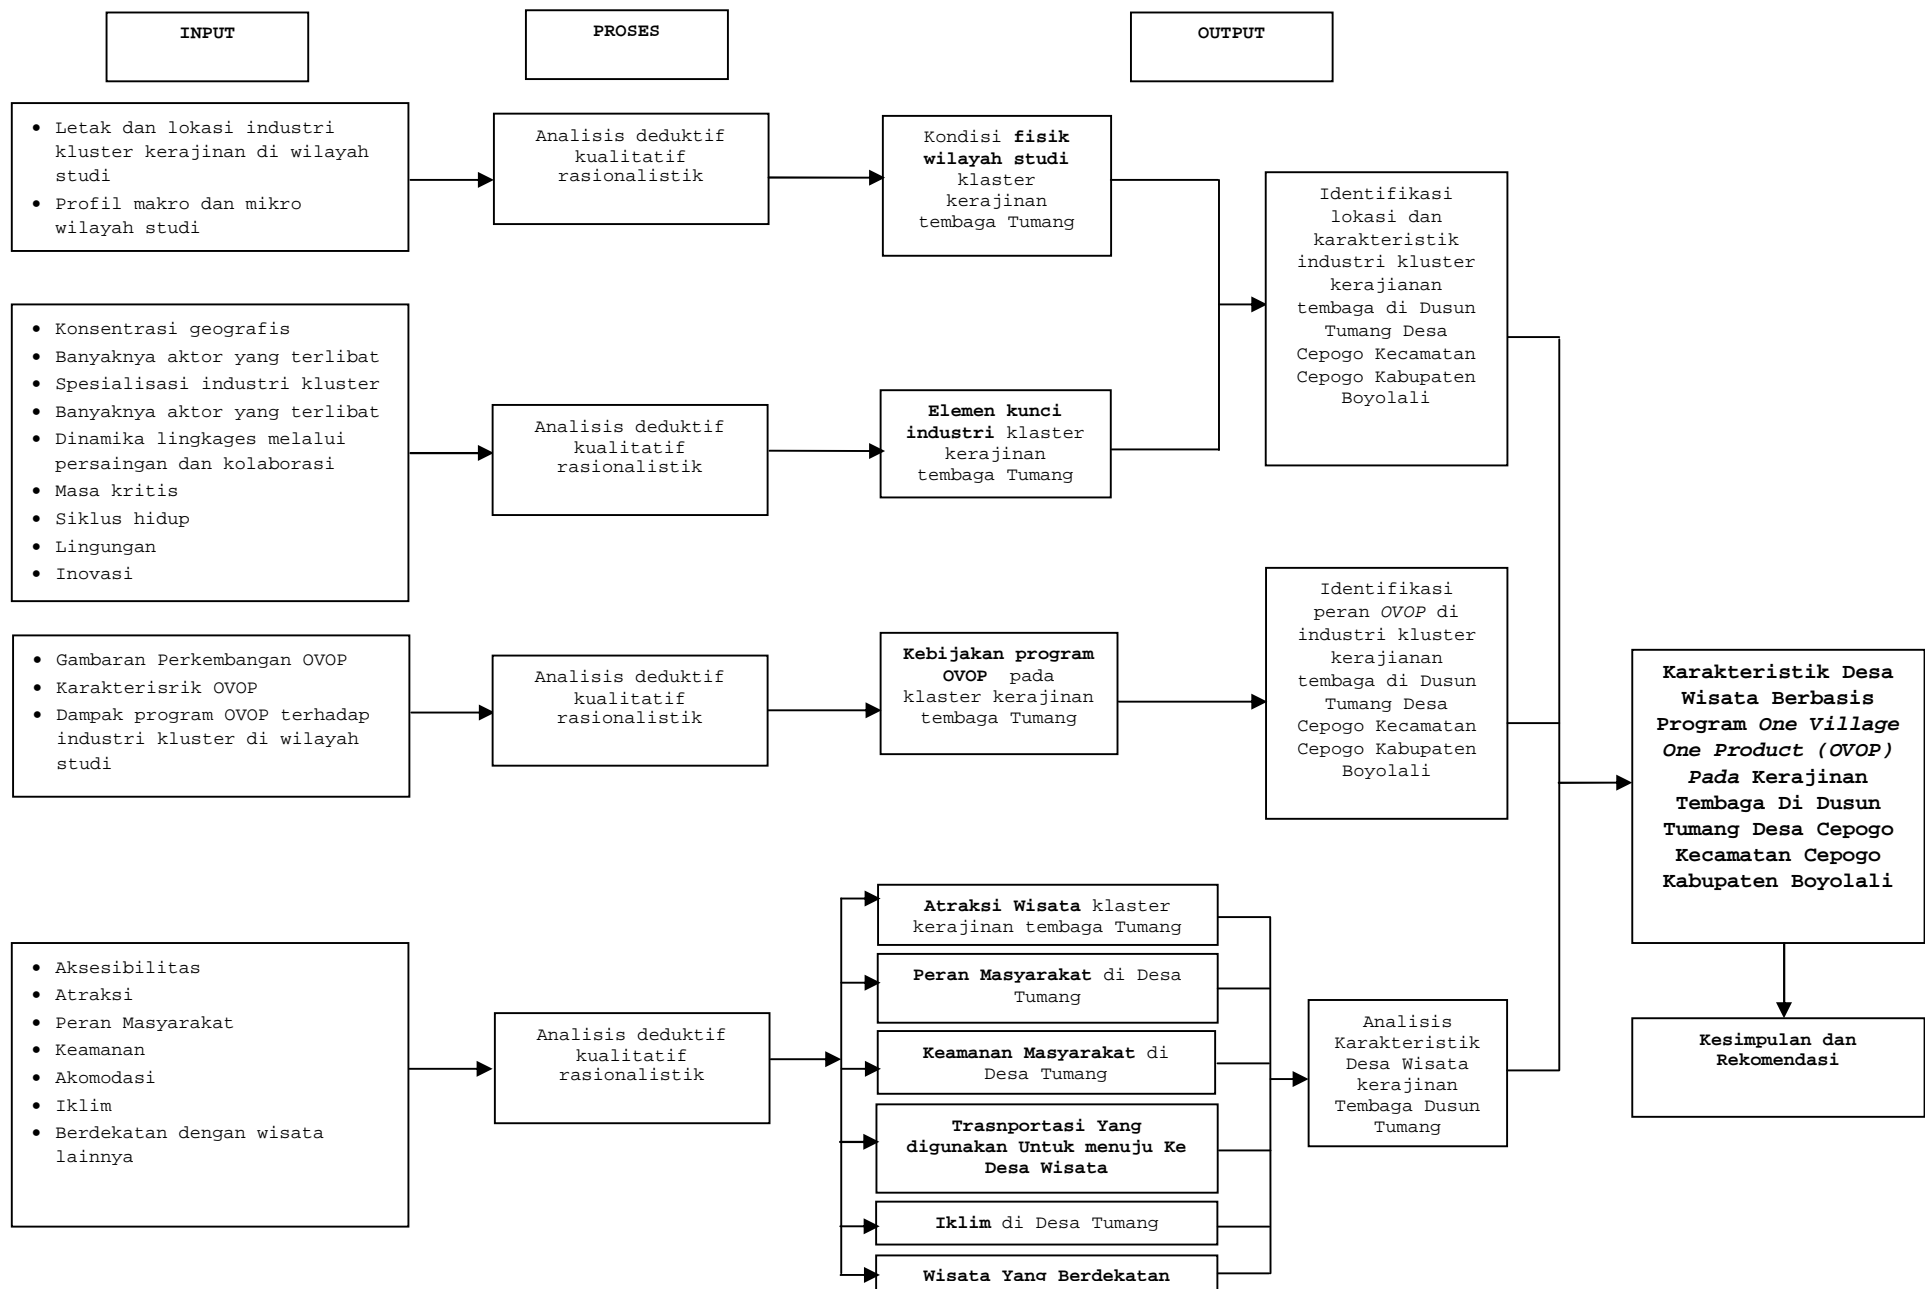 INPUT
PROSES
OUTPUT
• Letak dan lokasi industri
kluster kerajinan di wilayah
studi
• Profil makro dan mikro
wilayah studi
Analisis deduktif
kualitatif
rasionalistik
Kondisi fisik
wilayah studi
klaster
kerajinan
tembaga Tumang
Identifikasi
lokasi dan
karakteristik
industri kluster
kerajianan
tembaga di Dusun
Tumang Desa
Cepogo Kecamatan
Cepogo Kabupaten
Boyolali
• Konsentrasi geografis
• Banyaknya aktor yang terlibat
• Spesialisasi industri kluster
• Banyaknya aktor yang terlibat
• Dinamika lingkages melalui
persaingan dan kolaborasi
• Masa kritis
• Siklus hidup
• Lingungan
• Inovasi
Analisis deduktif
kualitatif
rasionalistik
Elemen kunci
industri klaster
kerajinan
tembaga Tumang
• Gambaran Perkembangan OVOP
• Karakterisrik OVOP
• Dampak program OVOP terhadap
industri kluster di wilayah
studi
Analisis deduktif
kualitatif
rasionalistik
Kebijakan program
OVOP pada
klaster kerajinan
tembaga Tumang
Identifikasi
peran OVOP di
industri kluster
kerajianan
tembaga di Dusun
Tumang Desa
Cepogo Kecamatan
Cepogo Kabupaten
Boyolali
Karakteristik Desa
Wisata Berbasis
Program One Village
One Product (OVOP)
Pada Kerajinan
Tembaga Di Dusun
Tumang Desa Cepogo
Kecamatan Cepogo
Kabupaten Boyolali
• Aksesibilitas
• Atraksi
• Peran Masyarakat
• Keamanan
• Akomodasi
• Iklim
• Berdekatan dengan wisata
lainnya
Analisis deduktif
kualitatif
rasionalistik
Atraksi Wisata klaster
kerajinan tembaga Tumang
Peran Masyarakat di Desa
Tumang
Keamanan Masyarakat di
Desa Tumang
Trasnportasi Yang
digunakan Untuk menuju Ke
Desa Wisata
Iklim di Desa Tumang
Wisata Yang Berdekatan
Analisis
Karakteristik
Desa Wisata
kerajinan
Tembaga Dusun
Tumang
Kesimpulan dan
Rekomendasi